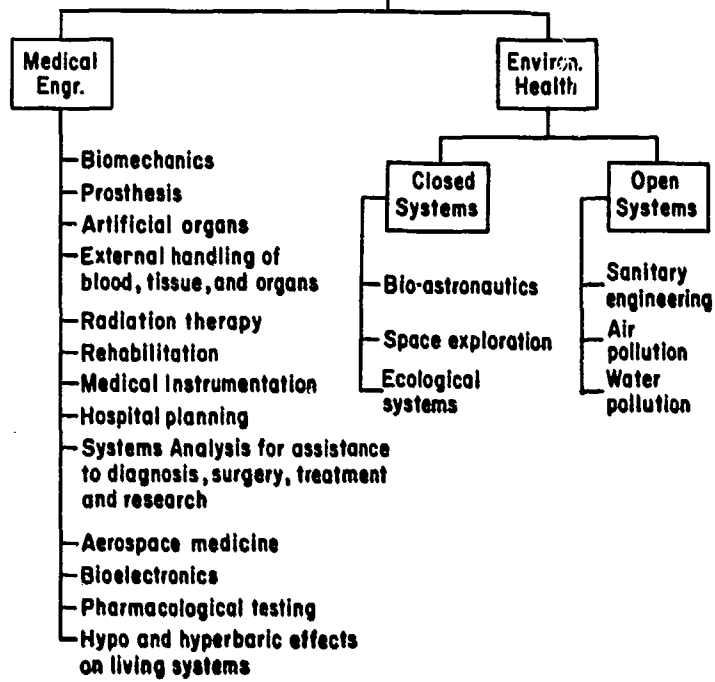 Medical
Engr.
Biomechanics
Prosthesis
Artificial organs
External handling of
blood, tissue, and organs
Radiation therapy
Rehabilitation
Medical Instrumentation
Hospital planning
Systems Analysis for assistance
to diagnosis, surgery, treatment
and research
Aerospace medicine
Bioelectronics
Pharmacological testing
Hypo and hyperbaric effects
on living systems
Environ.
Health
Closed
Systems
Bio-astronautics
Space exploration
Ecological
systems
Open
Systems
Sanitary
engineering
Air
pollution
Water
pollution